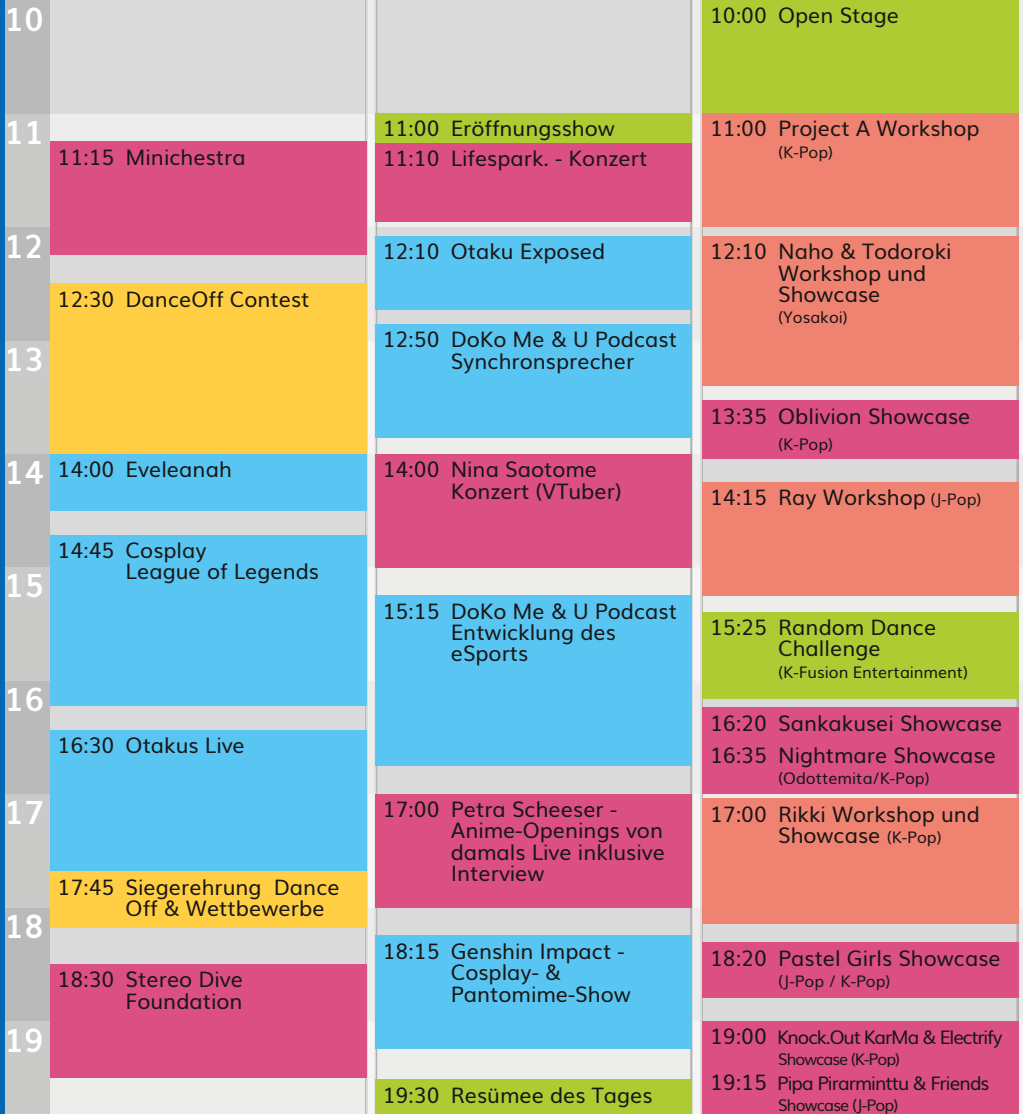 10
11
12
13
14
15
16
17
18
19
11:15 Minichestra
12:30 DanceOff Contest
14:00 Eveleanah
14:45 Cosplay
League of Legends
16:30 Otakus Live
17:45 Siegerehrung Dance
Off & Wettbewerbe
18:30 Stereo Dive
Foundation
11:00 Eröffnungsshow
11:10 Lifespark. - Konzert
12:10 Otaku Exposed
12:50 DoKo Me & U Podcast
Synchronsprecher
14:00 Nina Saotome
Konzert (VTuber)
15:15 DoKo Me & U Podcast
Entwicklung des
eSports
17:00 Petra Scheeser -
Anime-Openings von
damals Live inklusive
Interview
18:15 Genshin Impact -
Cosplay- &
Pantomime-Show
19:30 Resümee des Tages
10:00 Open Stage
11:00 Project A Workshop
(K-Pop)
12:10 Naho & Todoroki
Workshop und
Showcase
(Yosakoi)
13:35 Oblivion Showcase
(K-Pop)
14:15 Ray Workshop (J-Pop)
15:25 Random Dance
Challenge
(K-Fusion Entertainment)
16:20 Sankakusei Showcase
16:35 Nightmare Showcase
(Odottemita/K-Pop)
17:00 Rikki Workshop und
Showcase (K-Pop)
18:20 Pastel Girls Showcase
(J-Pop / K-Pop)
19:00 Knock.Out KarMa & Electrify
Showcase (K-Pop)
19:15 Pipa Pirarminttu & Friends
Showcase (J-Pop)